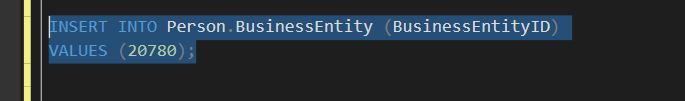 INSERT INTO Person.BusinessEntity (BusinessEntityID)
VALUES (20780);